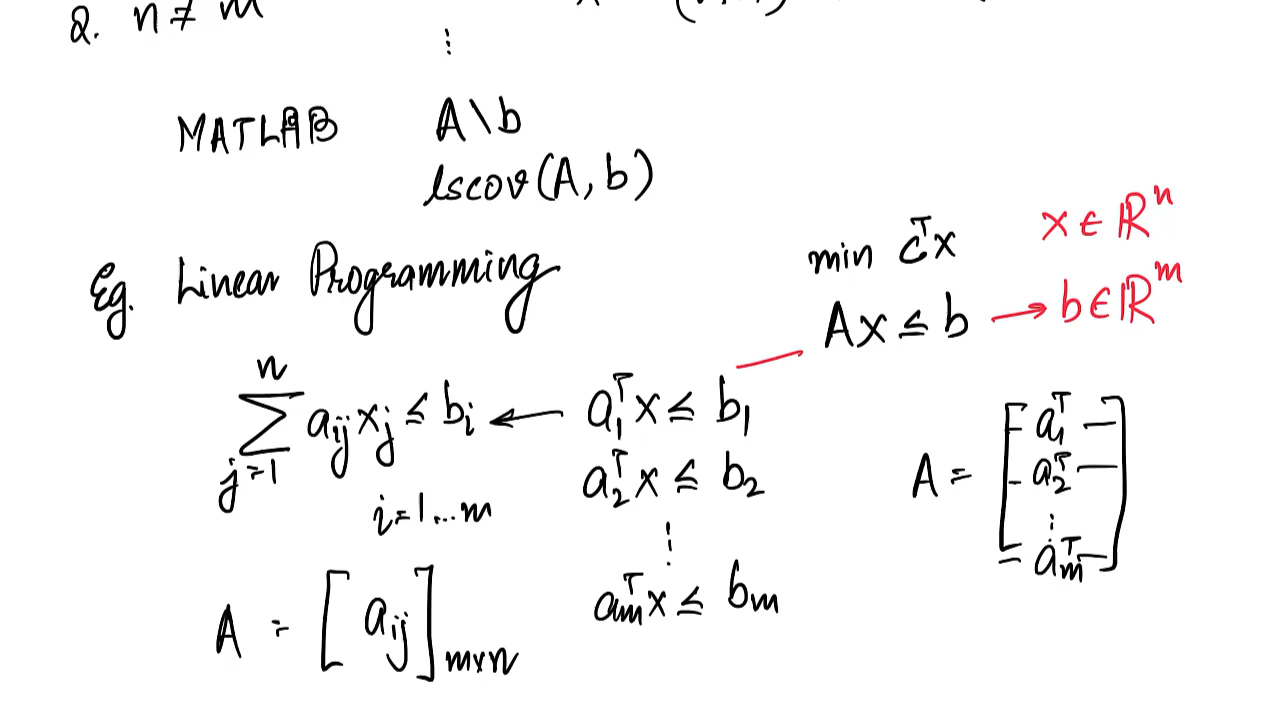 2. n ≠ m
⋮
MATLAB A\b
lscov(A, b)
Eg. Linear Programming
min cᵀx x ∈ ℝⁿ
Ax ≤ b → b ∈ ℝᵐ
n
∑ aᵢⱼxⱼ ≤ bᵢ ← a₁ᵀx ≤ b₁
j=1
i=1...m
a₂ᵀx ≤ b₂
⋮
aₘᵀx ≤ bₘ
A = [ a₁ᵀ —
- a₂ᵀ —
⋮
- aₘᵀ — ]
A = [ aᵢⱼ ]ₘₓₙ